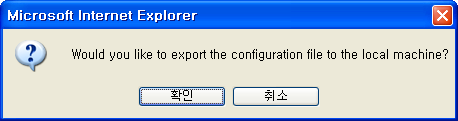 Microsoft Internet Explorer
Would you like to export the configuration file to the local machine?
확인 취소